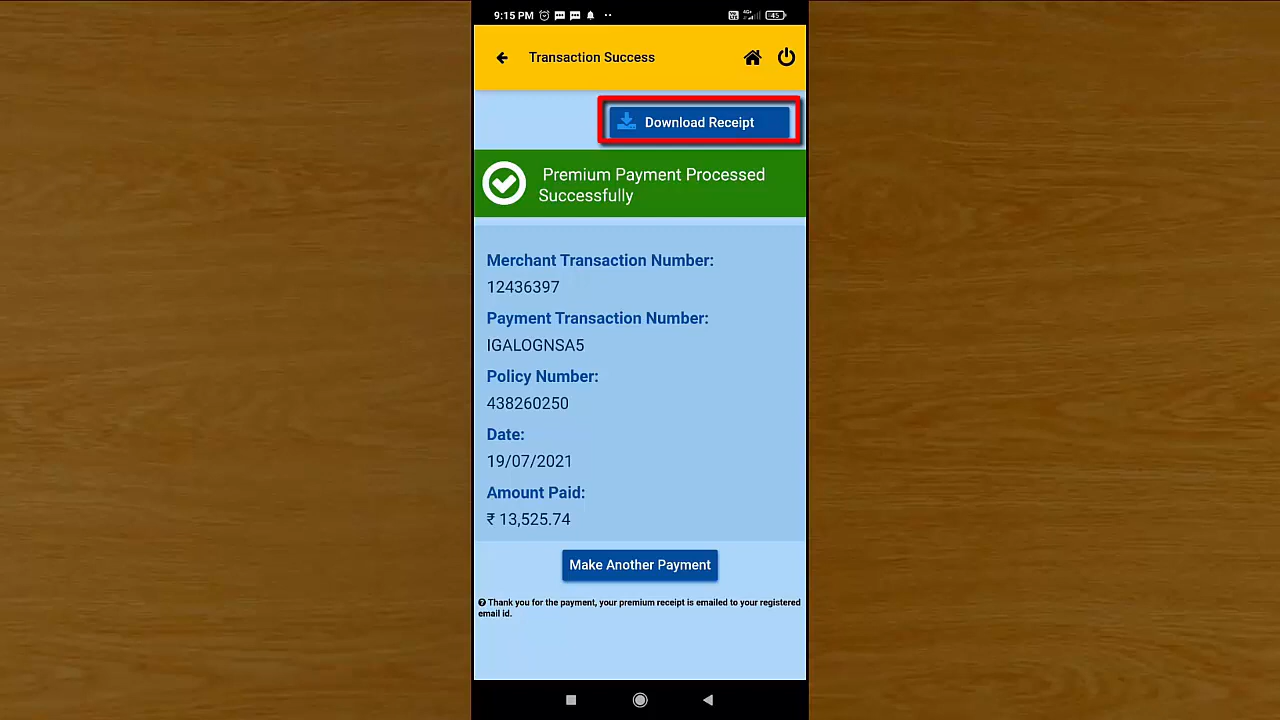 9:15 PM
4G+
45
Transaction Success
Download Receipt
Premium Payment Processed
Successfully
Merchant Transaction Number:
12436397
Payment Transaction Number:
IGALOGNSA5
Policy Number:
438260250
Date:
19/07/2021
Amount Paid:
₹ 13,525.74
Make Another Payment
Thank you for the payment, your premium receipt is emailed to your registered
email id.